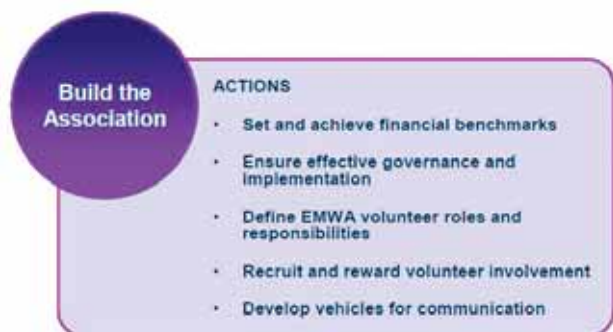 Build the
Association
ACTIONS
• Set and achieve financial benchmarks
• Ensure effective governance and
implementation
• Define EMWA volunteer roles and
responsibilities
• Recruit and reward volunteer involvement
• Develop vehicles for communication